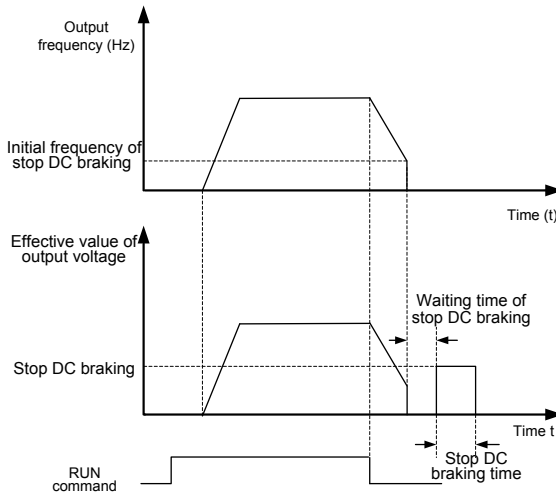 Output
frequency (Hz)
Initial frequency of
stop DC braking
Time (t)
Effective value of
output voltage
Waiting time of
stop DC braking
Stop DC braking
Time t
Stop DC
braking time
RUN
command